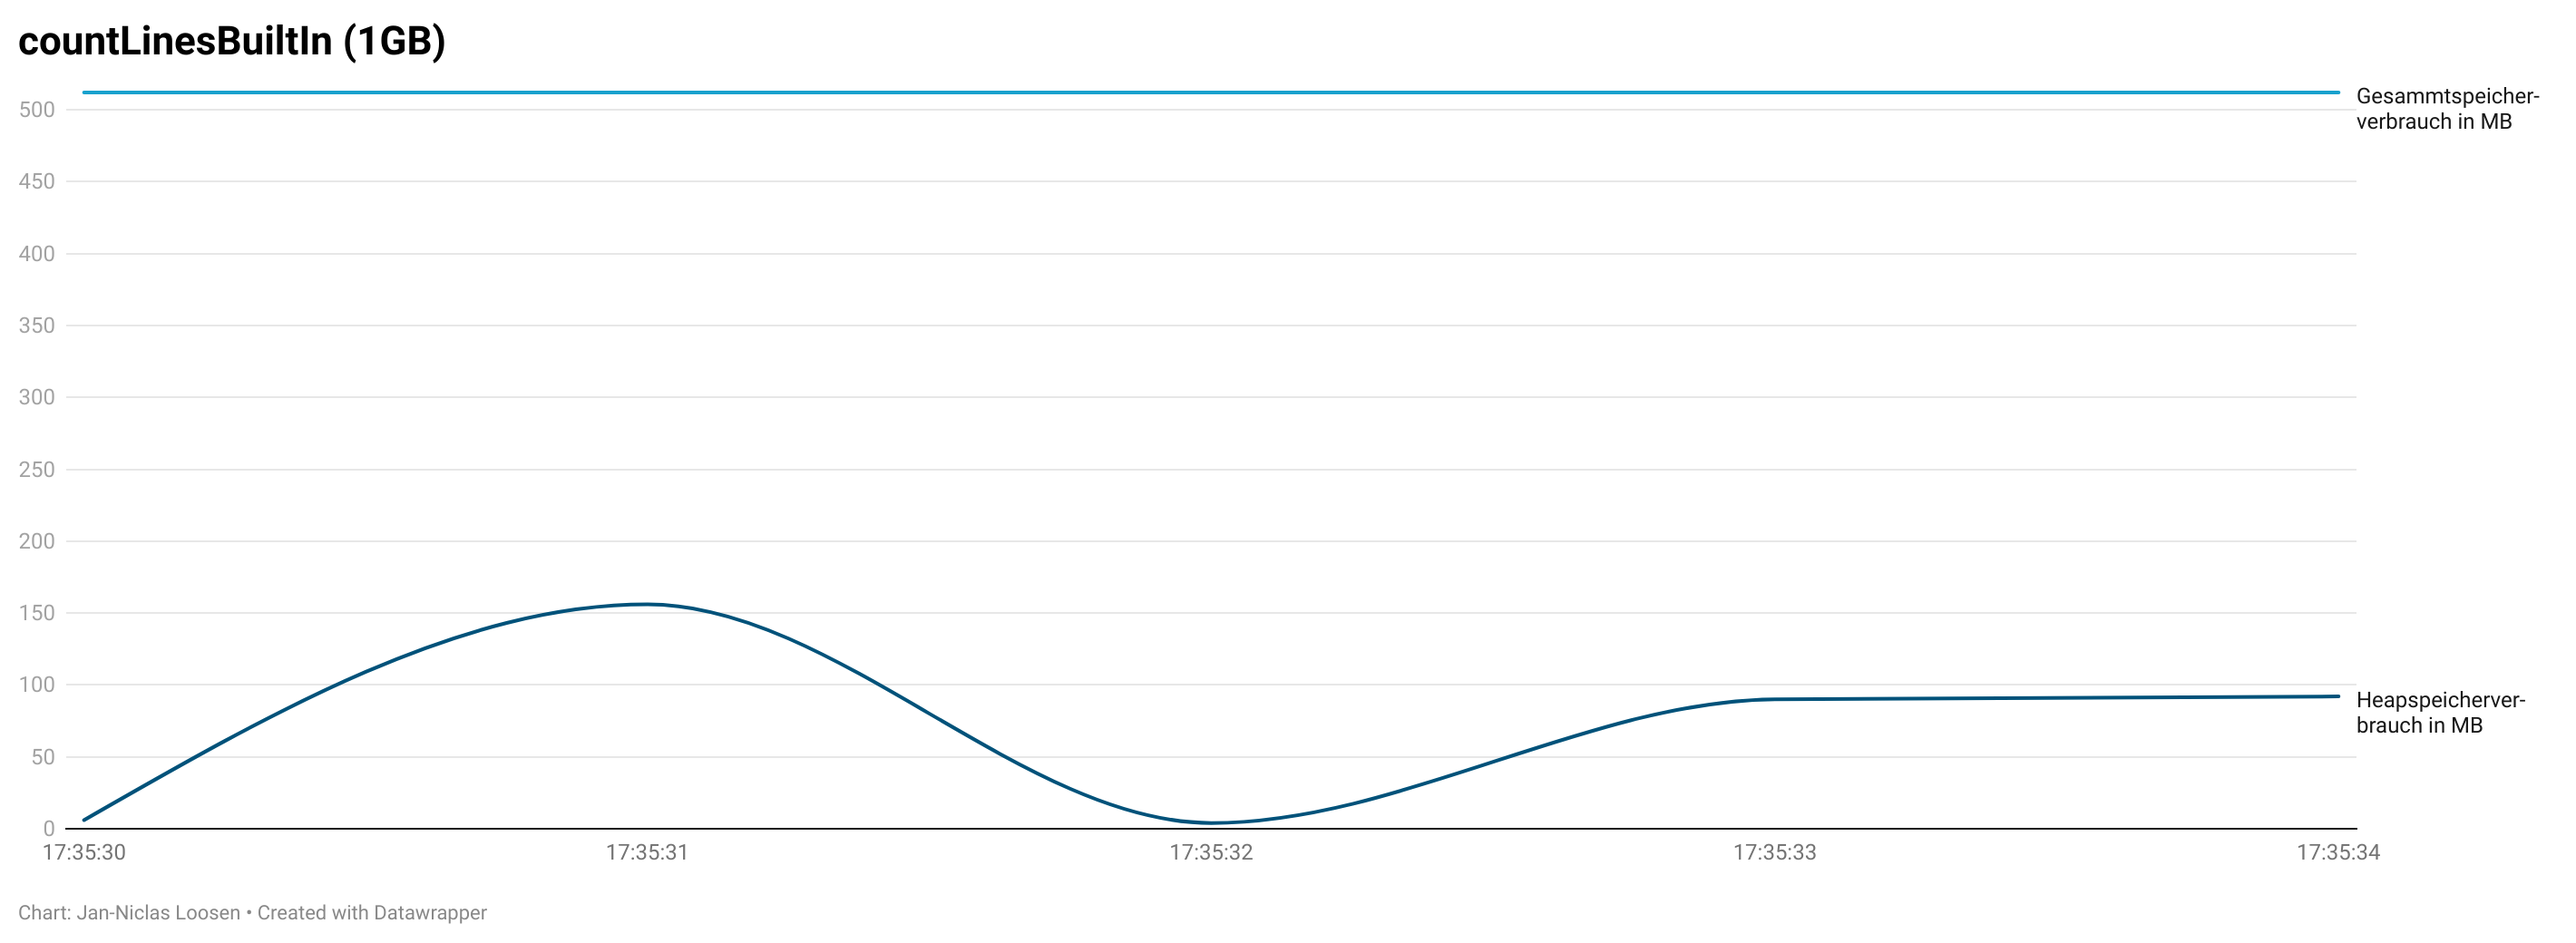 countLinesBuiltIn (1GB)
500
Gesammtspeicher-
verbrauch in MB
450
400
350
300
250
200
150
100
Heapspeicherver-
brauch in MB
50
0
17:35:30 17:35:31 17:35:32 17:35:33 17:35:34
Chart: Jan-Niclas Loosen • Created with Datawrapper